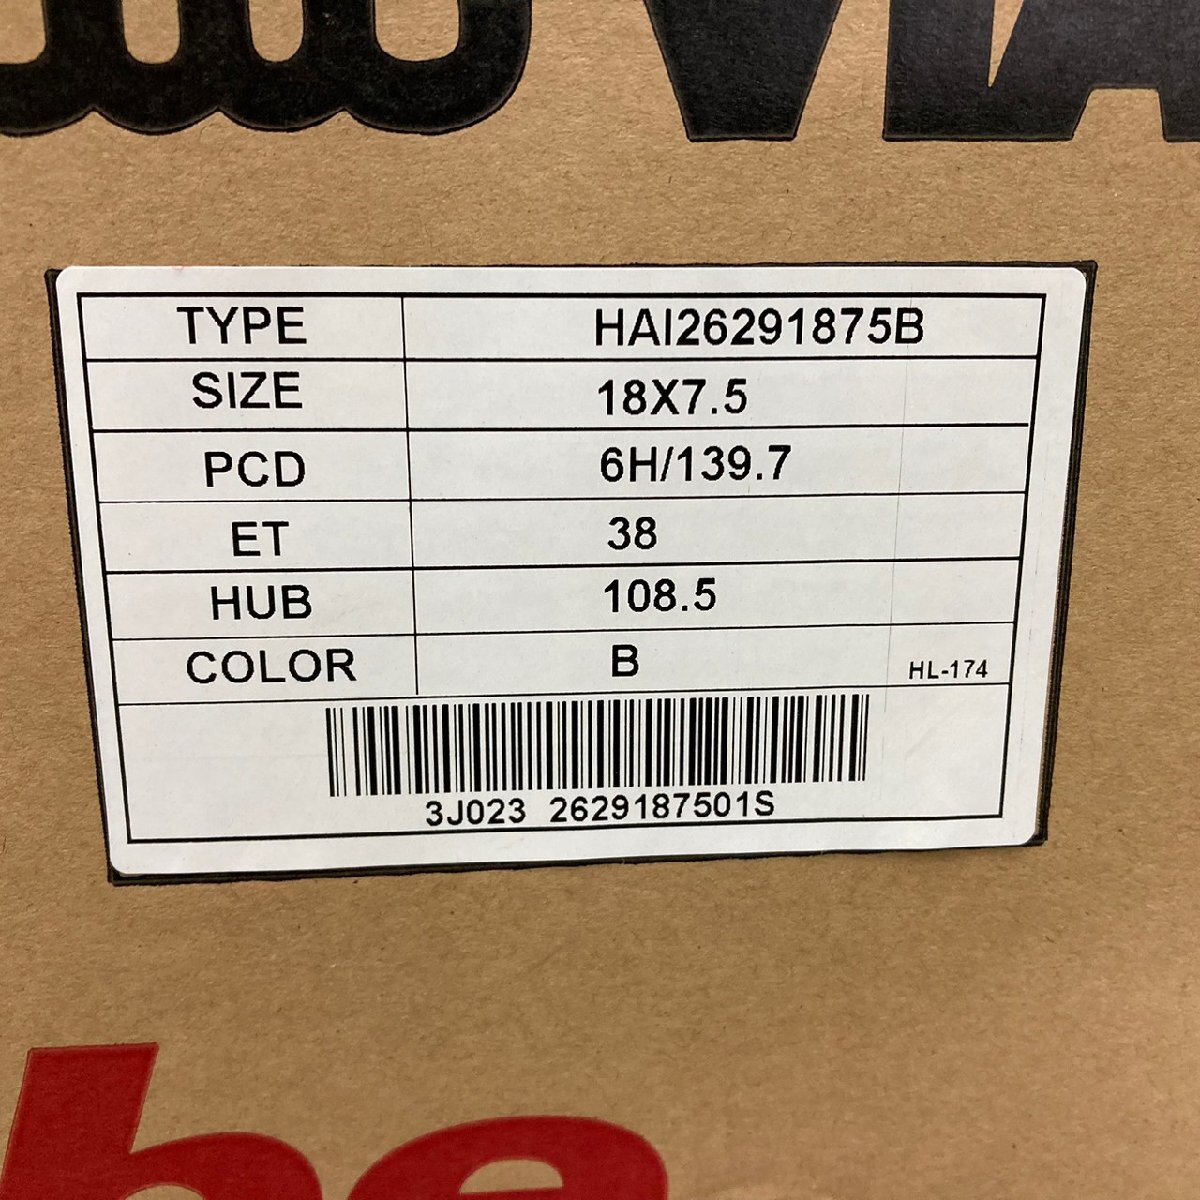 TYPE HAI26291875B
SIZE 18X7.5
PCD 6H/139.7
ET 38
HUB 108.5
COLOR B HL-174
3J023 2629187501S